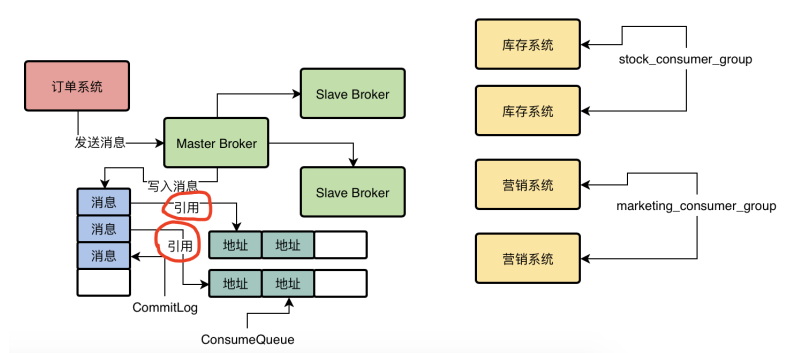 订单系统
发送消息
Master Broker
Slave Broker
Slave Broker
写入消息
消息
消息
消息
引用
引用
地址
地址
地址
地址
CommitLog
ConsumeQueue
库存系统
库存系统
stock_consumer_group
营销系统
营销系统
marketing_consumer_group